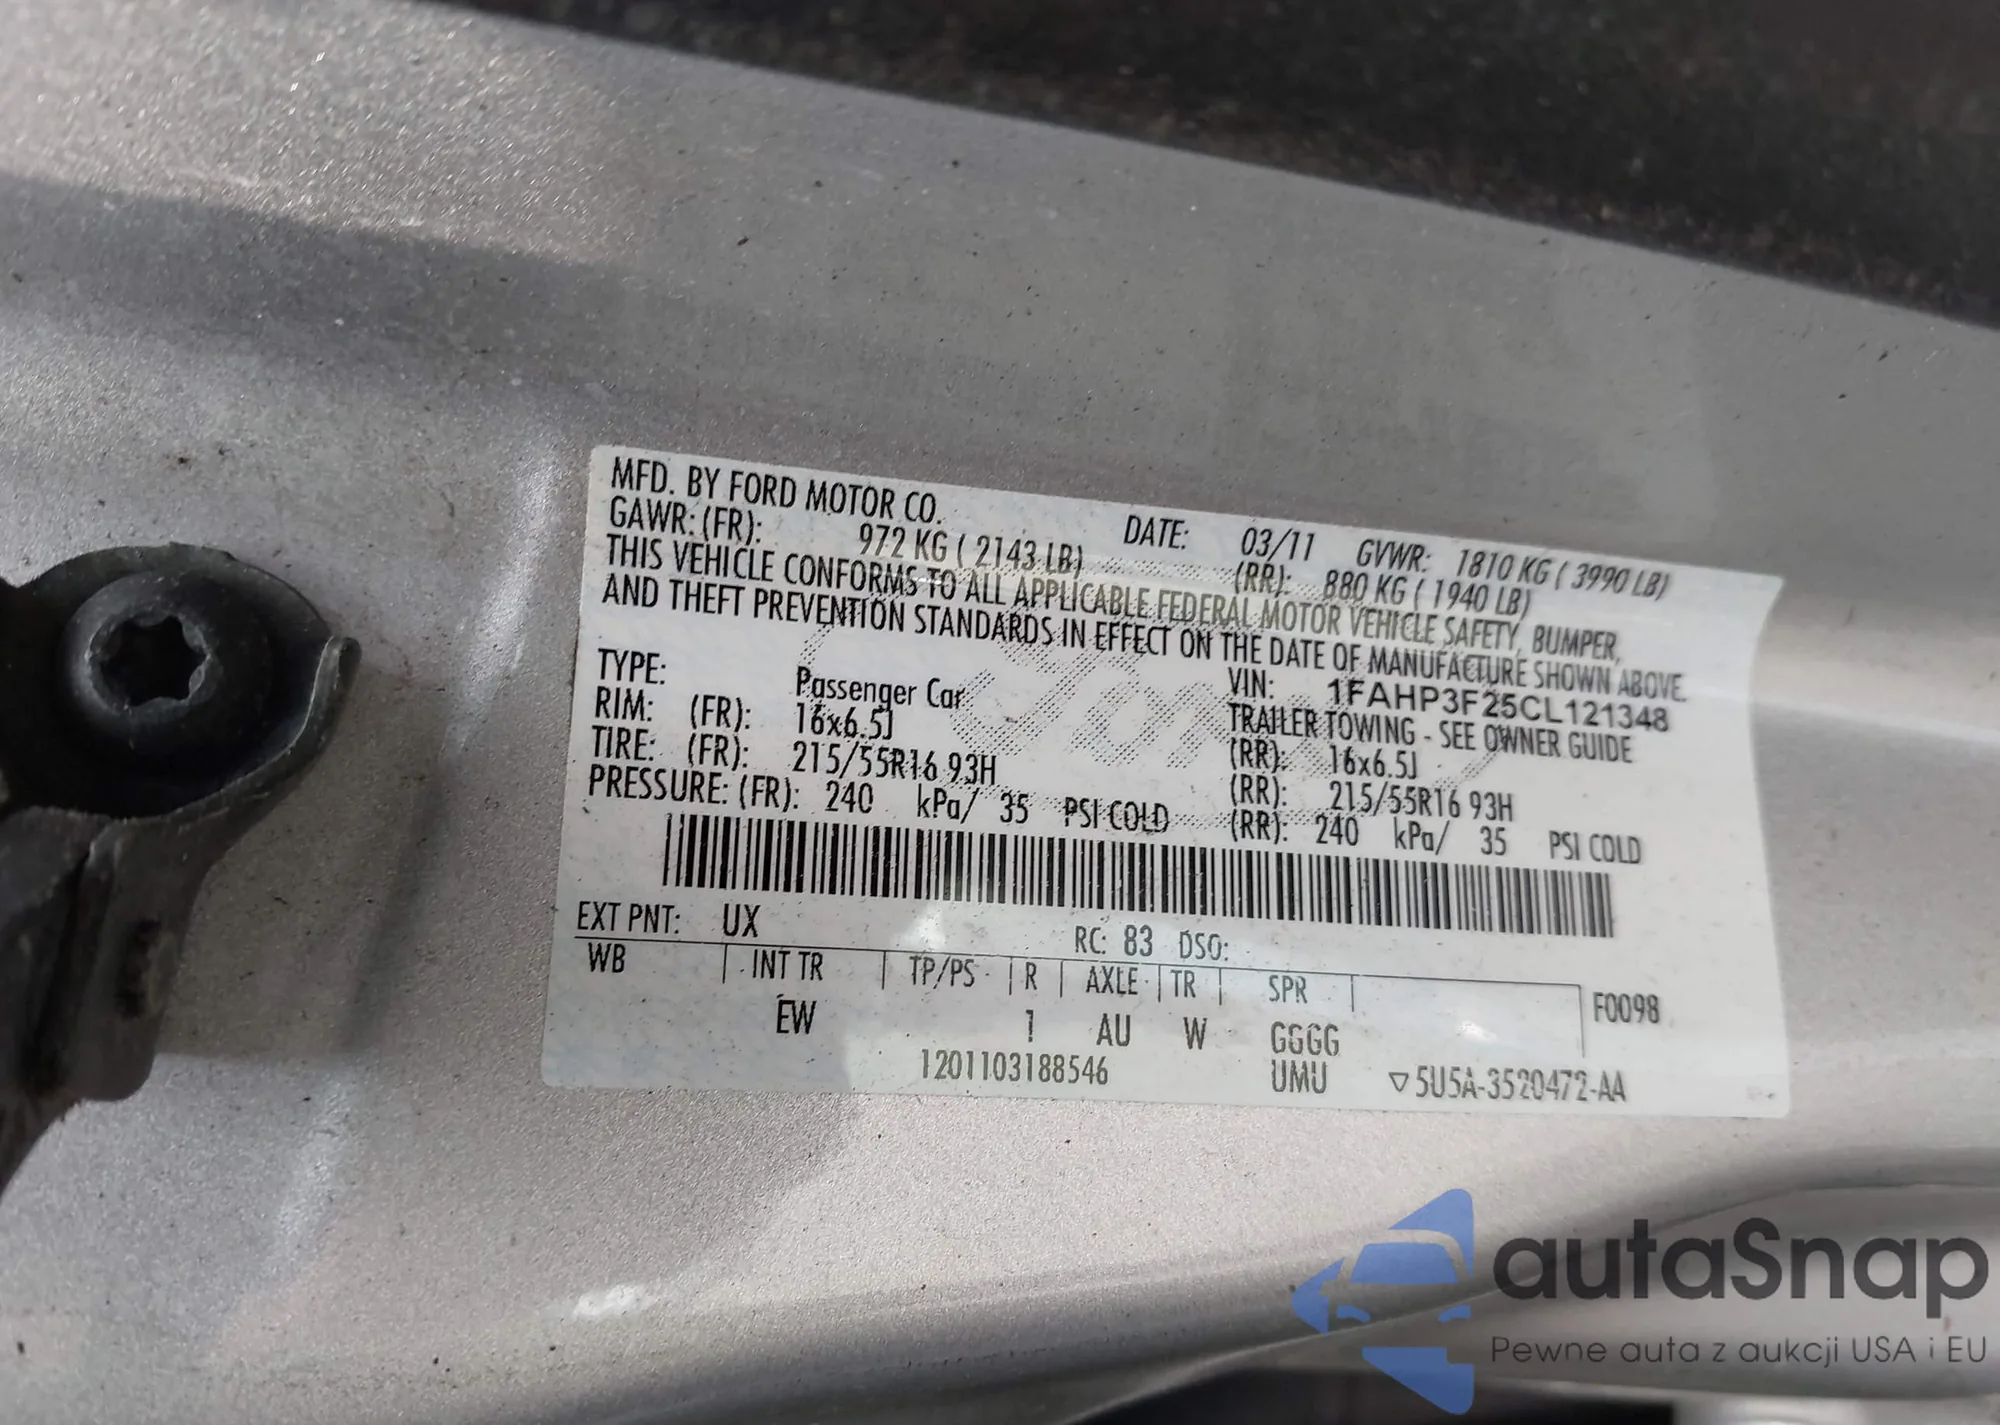 MFD. BY FORD MOTOR CO. DATE: 03/11 GVWR: 1810 KG ( 3990 LB)
GAWR: (FR): 972 KG ( 2143 LB) (RR): 880 KG ( 1940 LB)
THIS VEHICLE CONFORMS TO ALL APPLICABLE FEDERAL MOTOR VEHICLE SAFETY, BUMPER,
AND THEFT PREVENTION STANDARDS IN EFFECT ON THE DATE OF MANUFACTURE SHOWN ABOVE.
VIN: 1FAHP3F25CL121348
TYPE: Passenger Car TRAILER TOWING - SEE OWNER GUIDE
RIM: (FR): 16x6.5J (RR): 16x6.5J
TIRE: (FR): 215/55R16 93H (RR): 215/55R16 93H
PRESSURE: (FR): 240 kPa/ 35 PSI COLD (RR): 240 kPa/ 35 PSI COLD
EXT PNT: UX RC: 83 DSO:
WB INT TR TP/PS R AXLE TR SPR F0098
EW 1 AU W GGGG
1201103188546 UMU ▽5U5A-3520472-AA
autaSnap
Pewne auta z aukcji USA i EU